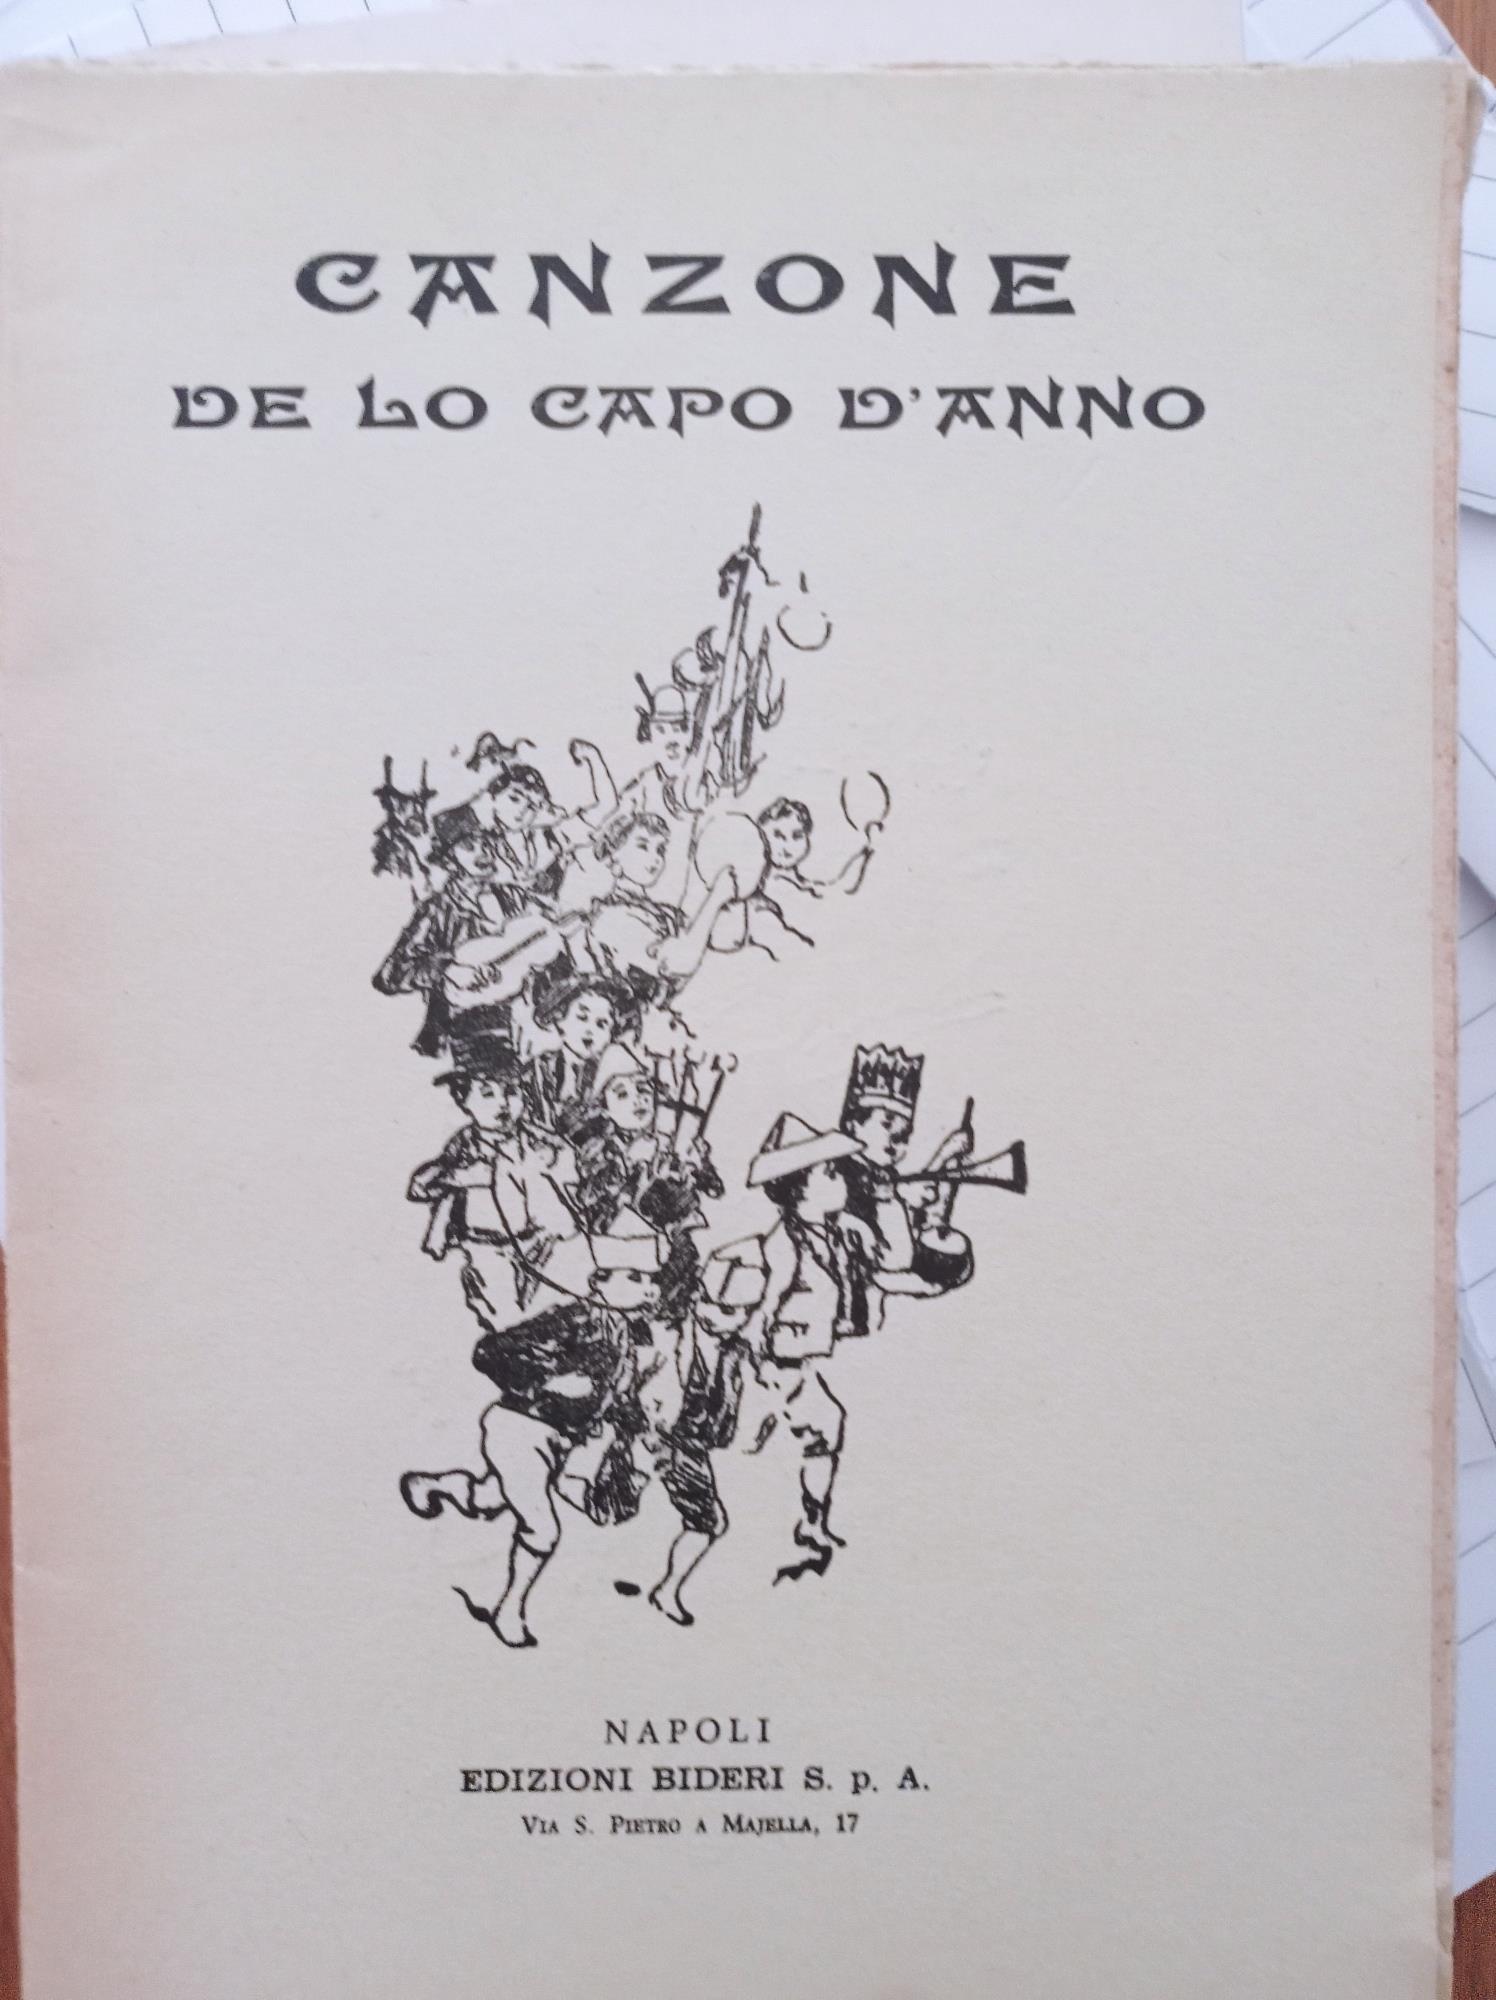 CANZONE
DE LO CAPO D'ANNO
NAPOLI
EDIZIONI BIDERI S. p. A.
VIA S. PIETRO A MAJELLA, 17